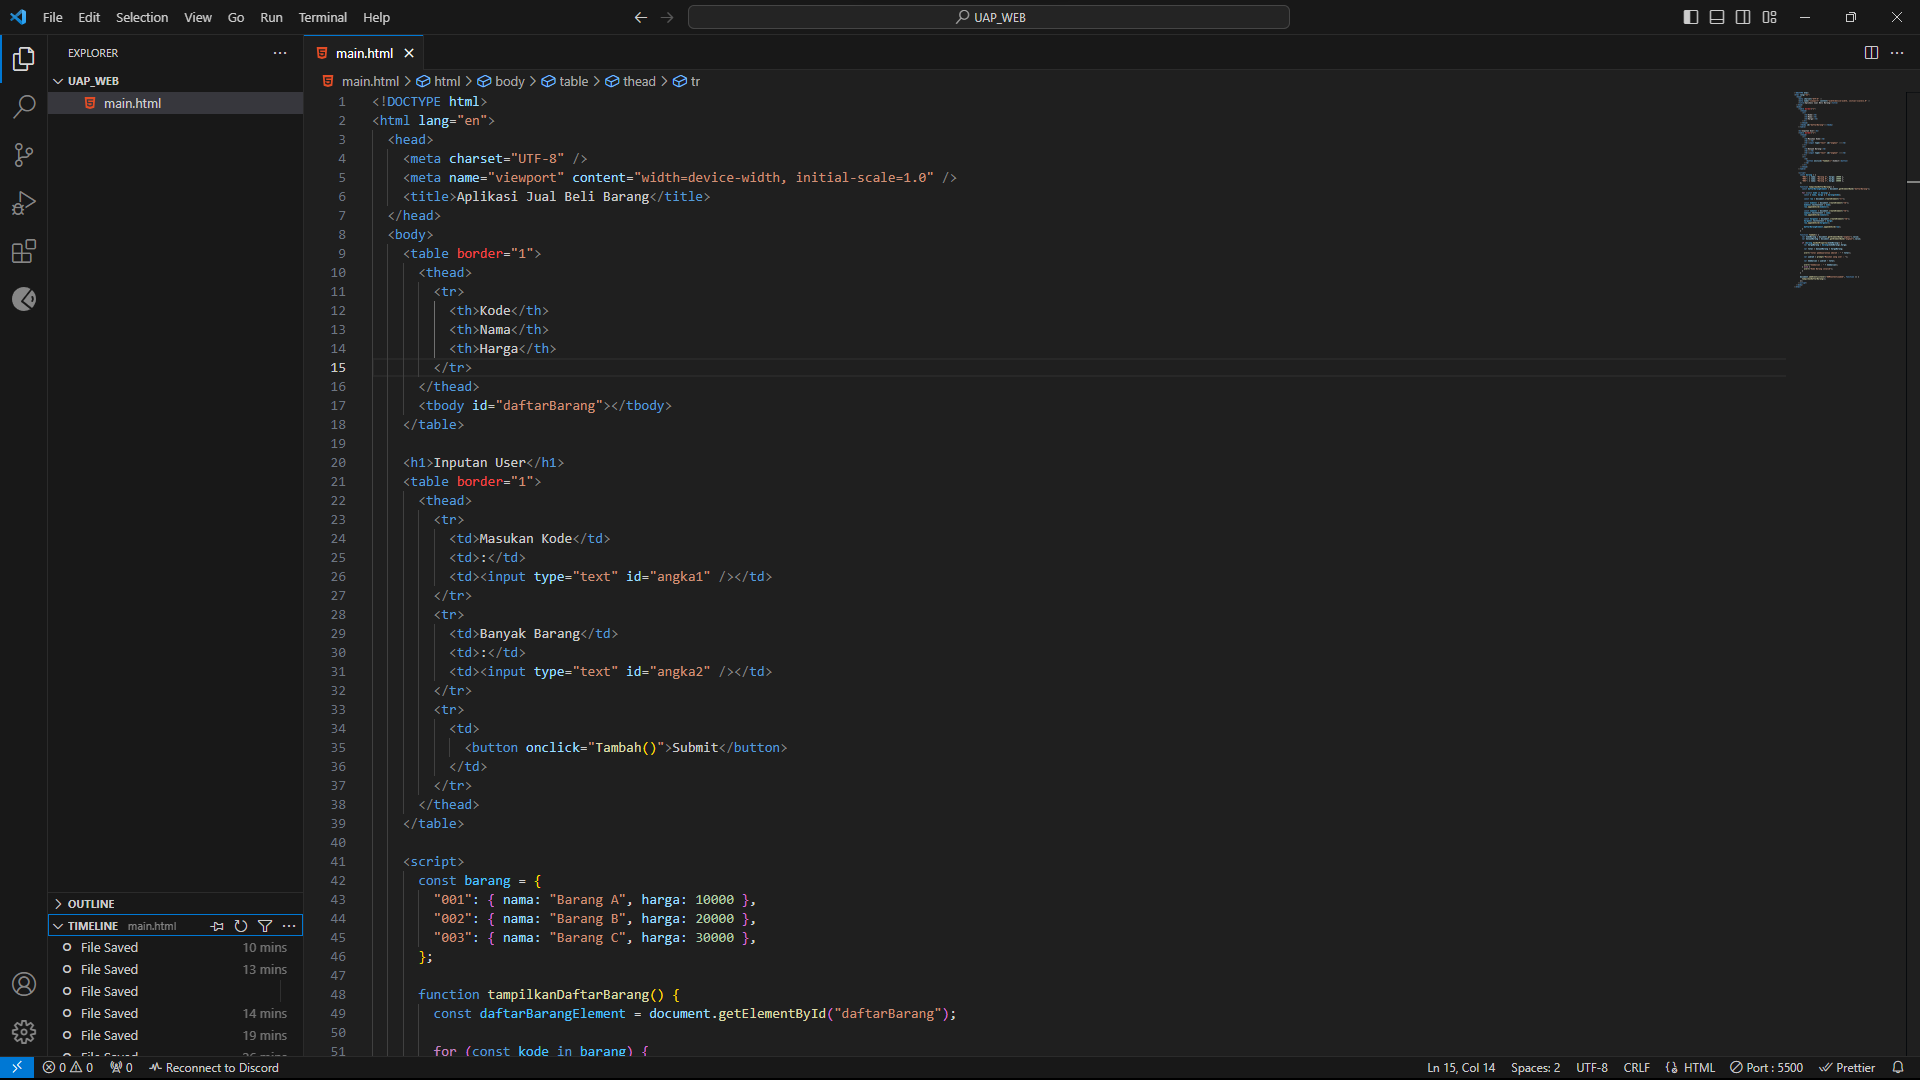 File Edit Selection View Go Run Terminal Help
UAP_WEB
EXPLORER
UAP_WEB
main.html
OUTLINE
TIMELINE main.html
File Saved 10 mins
File Saved 13 mins
File Saved
File Saved 14 mins
File Saved 19 mins
main.html
main.html > html > body > table > thead > tr
1 <!DOCTYPE html>
2 <html lang="en">
3 <head>
4 <meta charset="UTF-8" />
5 <meta name="viewport" content="width=device-width, initial-scale=1.0" />
6 <title>Aplikasi Jual Beli Barang</title>
7 </head>
8 <body>
9 <table border="1">
10 <thead>
11 <tr>
12 <th>Kode</th>
13 <th>Nama</th>
14 <th>Harga</th>
15 </tr>
16 </thead>
17 <tbody id="daftarBarang"></tbody>
18 </table>
19
20 <h1>Inputan User</h1>
21 <table border="1">
22 <thead>
23 <tr>
24 <td>Masukan Kode</td>
25 <td>:</td>
26 <td><input type="text" id="angka1" /></td>
27 </tr>
28 <tr>
29 <td>Banyak Barang</td>
30 <td>:</td>
31 <td><input type="text" id="angka2" /></td>
32 </tr>
33 <tr>
34 <td>
35 <button onclick="Tambah()">Submit</button>
36 </td>
37 </tr>
38 </thead>
39 </table>
40
41 <script>
42 const barang = {
43 "001": { nama: "Barang A", harga: 10000 },
44 "002": { nama: "Barang B", harga: 20000 },
45 "003": { nama: "Barang C", harga: 30000 },
46 };
47
48 function tampilkanDaftarBarang() {
49 const daftarBarangElement = document.getElementById("daftarBarang");
50
51 for (const kode in barang) {
0 0 0 Reconnect to Discord
Ln 15, Col 14 Spaces: 2 UTF-8 CRLF HTML Port : 5500 Prettier